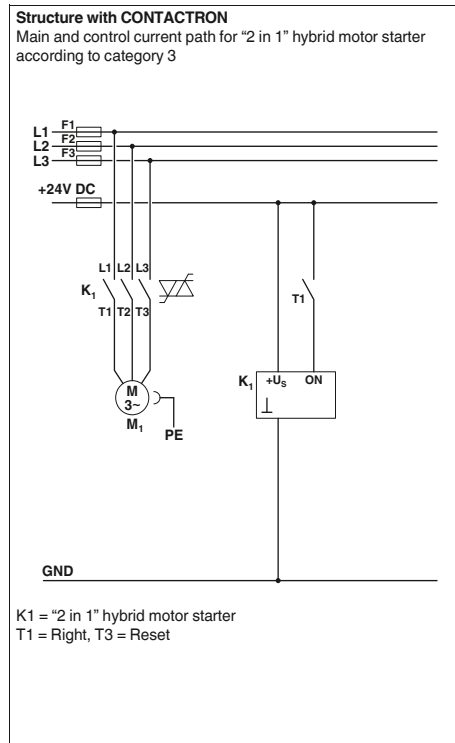 Structure with CONTACTRON
Main and control current path for “2 in 1” hybrid motor starter
according to category 3
L1 F1
L2 F2
L3 F3
+24V DC
L1 L2 L3
K1
T1 T2 T3
T1
M
3~
M1
PE
K1 +US ON
GND
K1 = “2 in 1” hybrid motor starter
T1 = Right, T3 = Reset